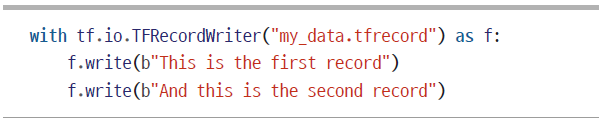 with tf.io.TFRecordWriter("my_data.tfrecord") as f:
    f.write(b"This is the first record")
    f.write(b"And this is the second record")